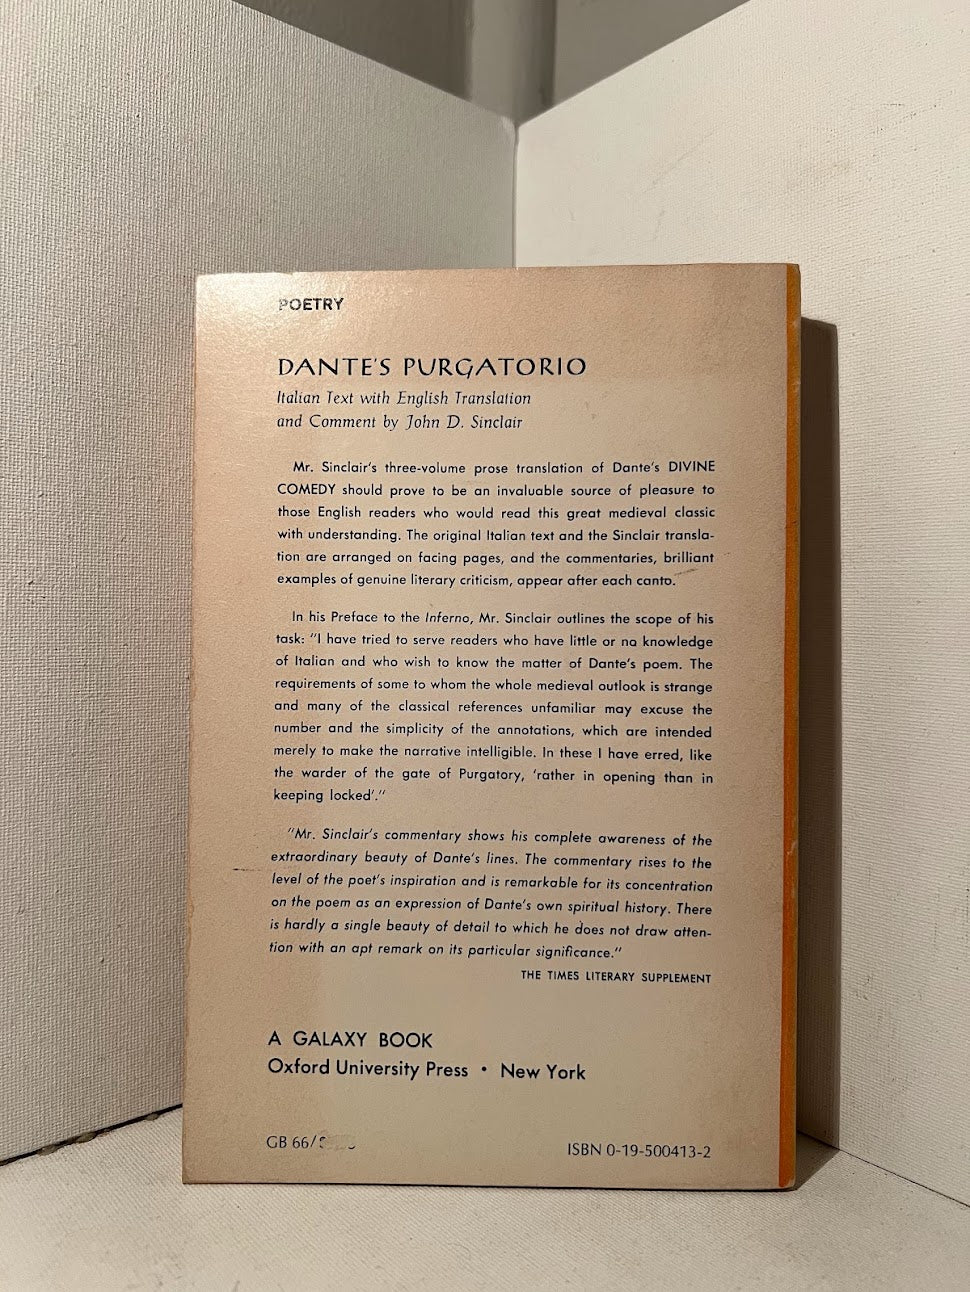 POETRY
DANTE'S PURGATORIO
Italian Text with English Translation
and Comment by John D. Sinclair
Mr. Sinclair's three-volume prose translation of Dante's DIVINE
COMEDY should prove to be an invaluable source of pleasure to
those English readers who would read this great medieval classic
with understanding. The original Italian text and the Sinclair transla-
tion are arranged on facing pages, and the commentaries, brilliant
examples of genuine literary criticism, appear after each canto.
In his Preface to the Inferno, Mr. Sinclair outlines the scope of his
task: "I have tried to serve readers who have little or no knowledge
of Italian and who wish to know the matter of Dante's poem. The
requirements of some to whom the whole medieval outlook is strange
and many of the classical references unfamiliar may excuse the
number and the simplicity of the annotations, which are intended
merely to make the narrative intelligible. In these I have erred, like
the warder of the gate of Purgatory, 'rather in opening than in
keeping locked'."
"Mr. Sinclair's commentary shows his complete awareness of the
extraordinary beauty of Dante's lines. The commentary rises to the
level of the poet's inspiration and is remarkable for its concentration
on the poem as an expression of Dante's own spiritual history. There
is hardly a single beauty of detail to which he does not draw atten-
tion with an apt remark on its particular significance."
THE TIMES LITERARY SUPPLEMENT
A GALAXY BOOK
Oxford University Press • New York
GB 66/
ISBN 0-19-500413-2